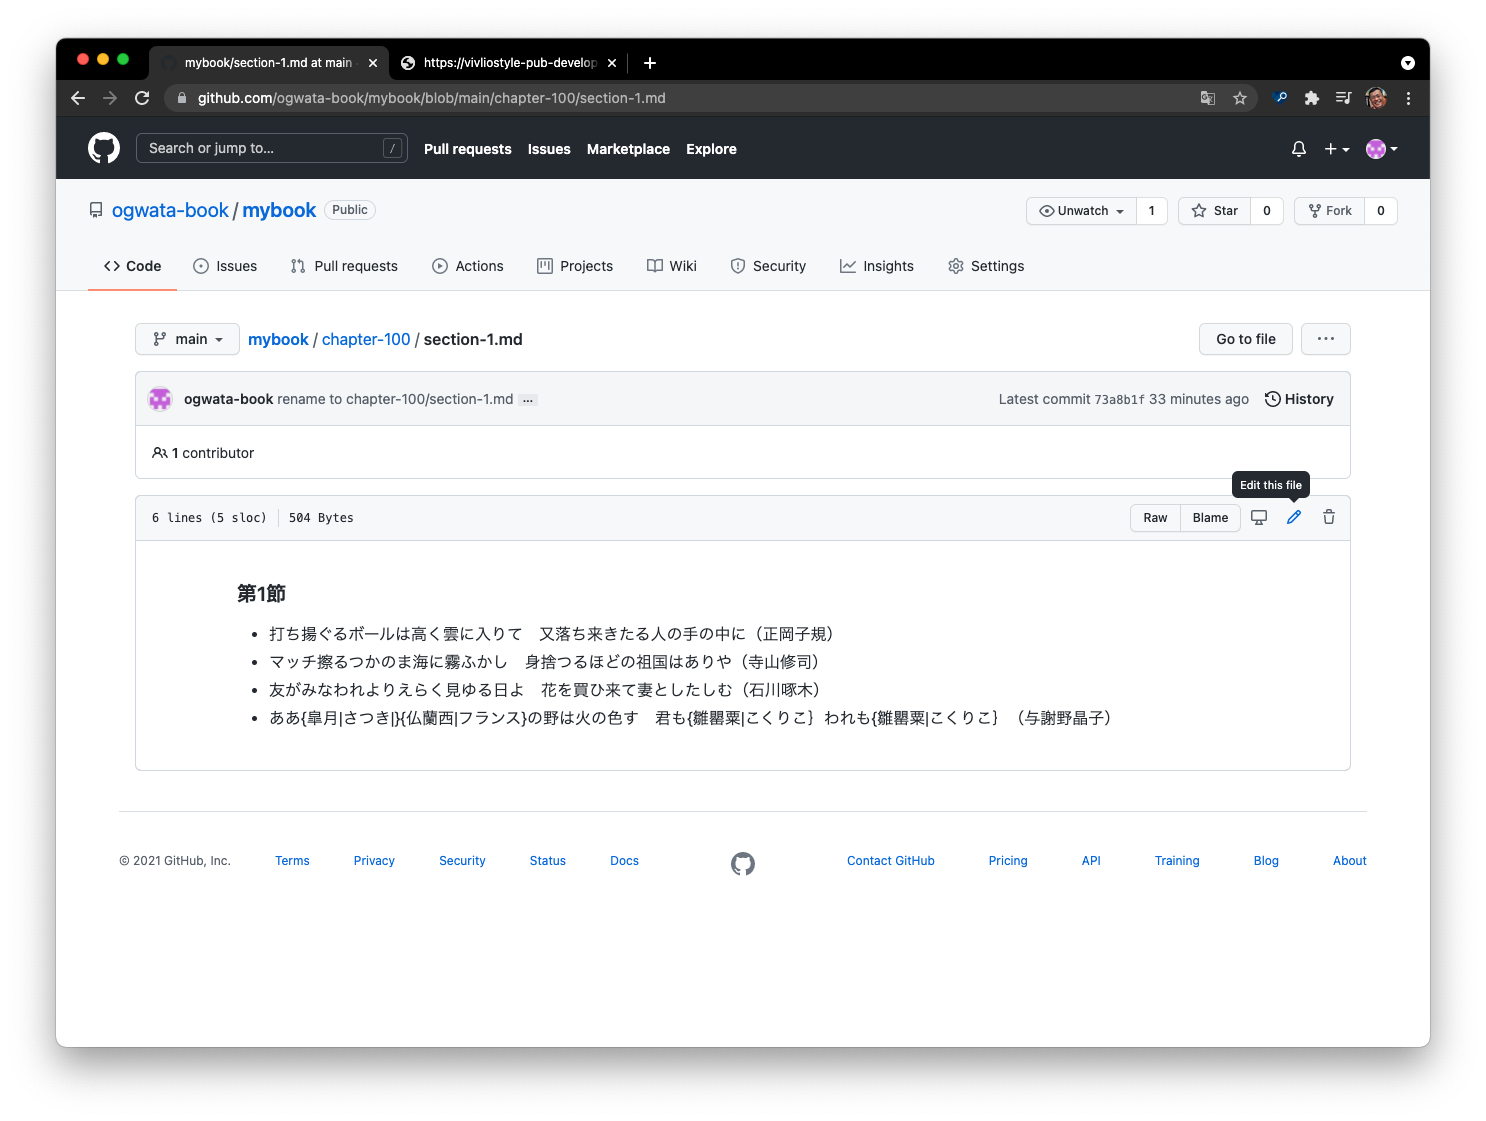 mybook/section-1.md at main
https://vivliostyle-pub-develop
github.com/ogwata-book/mybook/blob/main/chapter-100/section-1.md
Search or jump to... / Pull requests Issues Marketplace Explore
ogwata-book / mybook Public Unwatch 1 Star 0 Fork 0
Code Issues Pull requests Actions Projects Wiki Security Insights Settings
main mybook / chapter-100 / section-1.md Go to file ...
ogwata-book rename to chapter-100/section-1.md ... Latest commit 73a8b1f 33 minutes ago History
1 contributor
Edit this file
6 lines (5 sloc) 504 Bytes Raw Blame
第1節
打ち揚ぐるボールは高く雲に入りて　又落ち来きたる人の手の中に（正岡子規）
マッチ擦るつかのま海に霧ふかし　身捨つるほどの祖国はありや（寺山修司）
友がみなわれよりえらく見ゆる日よ　花を買ひ来て妻としたしむ（石川啄木）
ああ{皐月|さつき|}{仏蘭西|フランス}の野は火の色す　君も{雛罌粟|こくりこ｝われも{雛罌粟|こくりこ｝（与謝野晶子）
© 2021 GitHub, Inc. Terms Privacy Security Status Docs Contact GitHub Pricing API Training Blog About